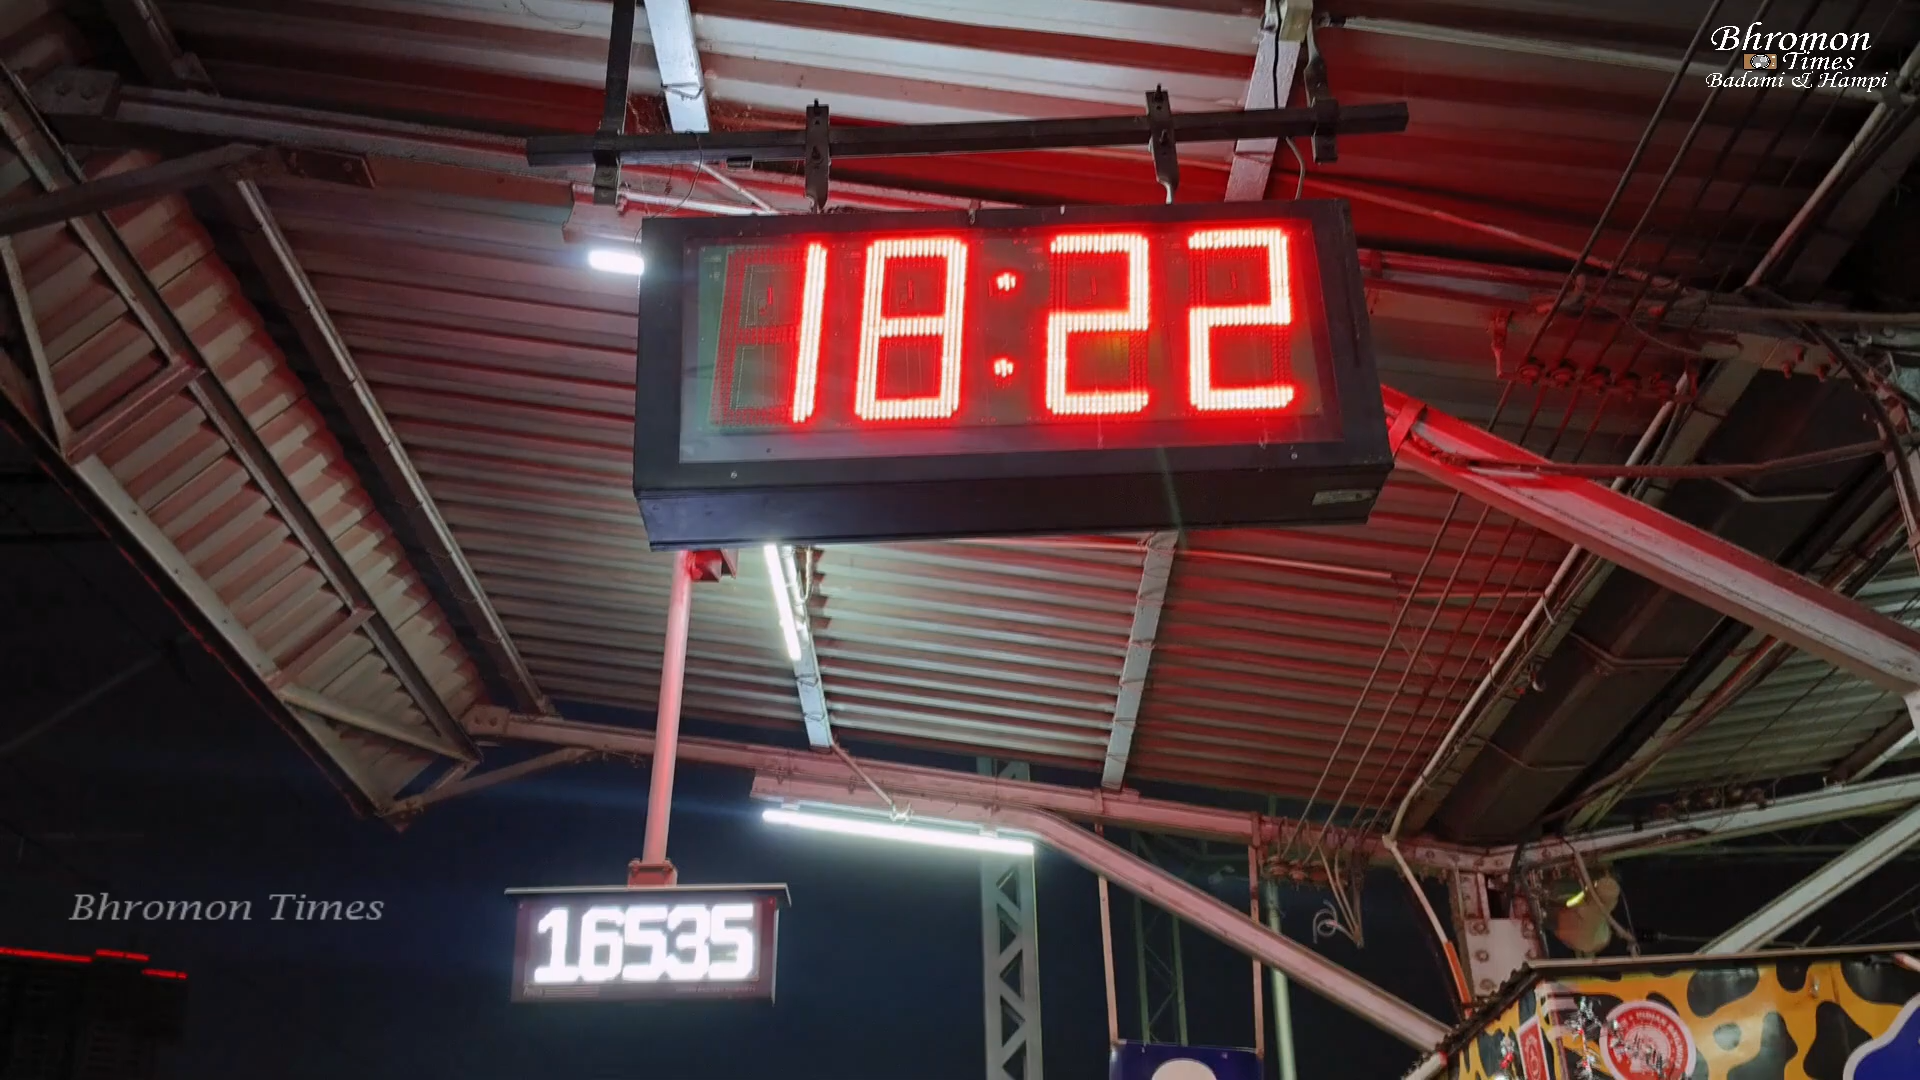 Bhromon
Times
Badami & Hampi
18:22
Bhromon Times
16535